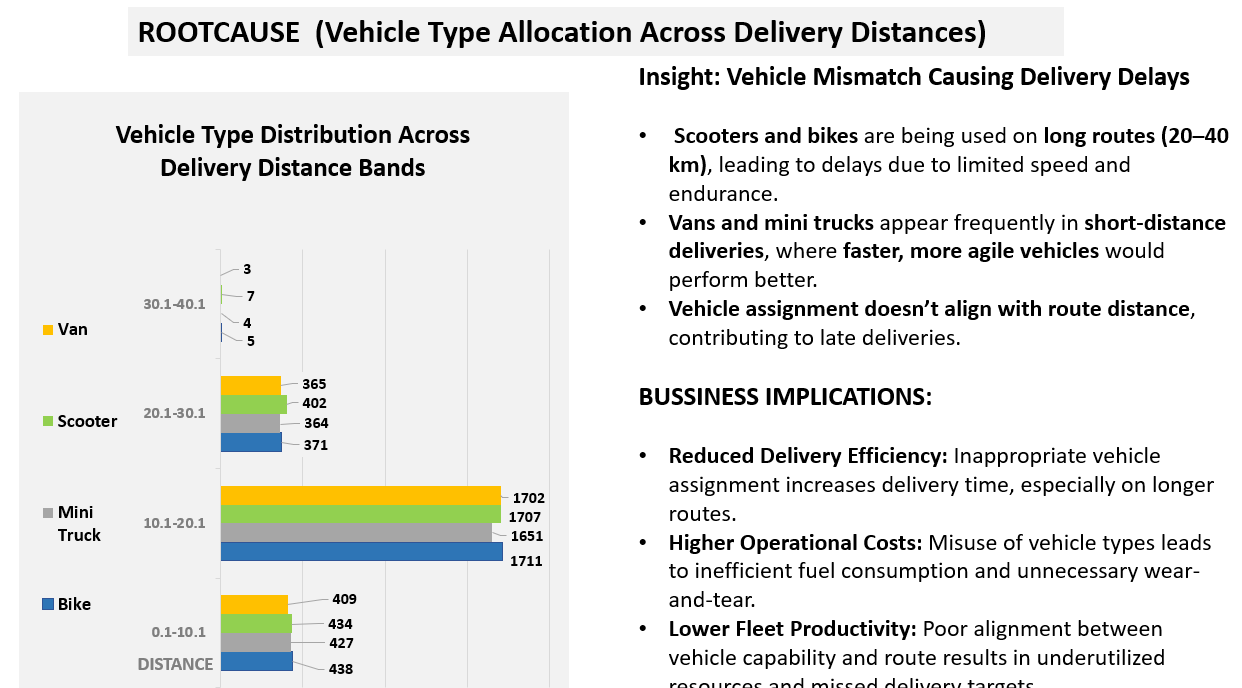 ROOTCAUSE (Vehicle Type Allocation Across Delivery Distances)
Vehicle Type Distribution Across
Delivery Distance Bands
Van
Scooter
Mini
Truck
Bike
30.1-40.1
3
7
4
5
20.1-30.1
365
402
364
371
10.1-20.1
1702
1707
1651
1711
0.1-10.1
409
434
427
438
DISTANCE
Insight: Vehicle Mismatch Causing Delivery Delays
• Scooters and bikes are being used on long routes (20–40
km), leading to delays due to limited speed and
endurance.
• Vans and mini trucks appear frequently in short-distance
deliveries, where faster, more agile vehicles would
perform better.
• Vehicle assignment doesn’t align with route distance,
contributing to late deliveries.
BUSSINESS IMPLICATIONS:
• Reduced Delivery Efficiency: Inappropriate vehicle
assignment increases delivery time, especially on longer
routes.
• Higher Operational Costs: Misuse of vehicle types leads
to inefficient fuel consumption and unnecessary wear-
and-tear.
• Lower Fleet Productivity: Poor alignment between
vehicle capability and route results in underutilized
resources and missed delivery targets